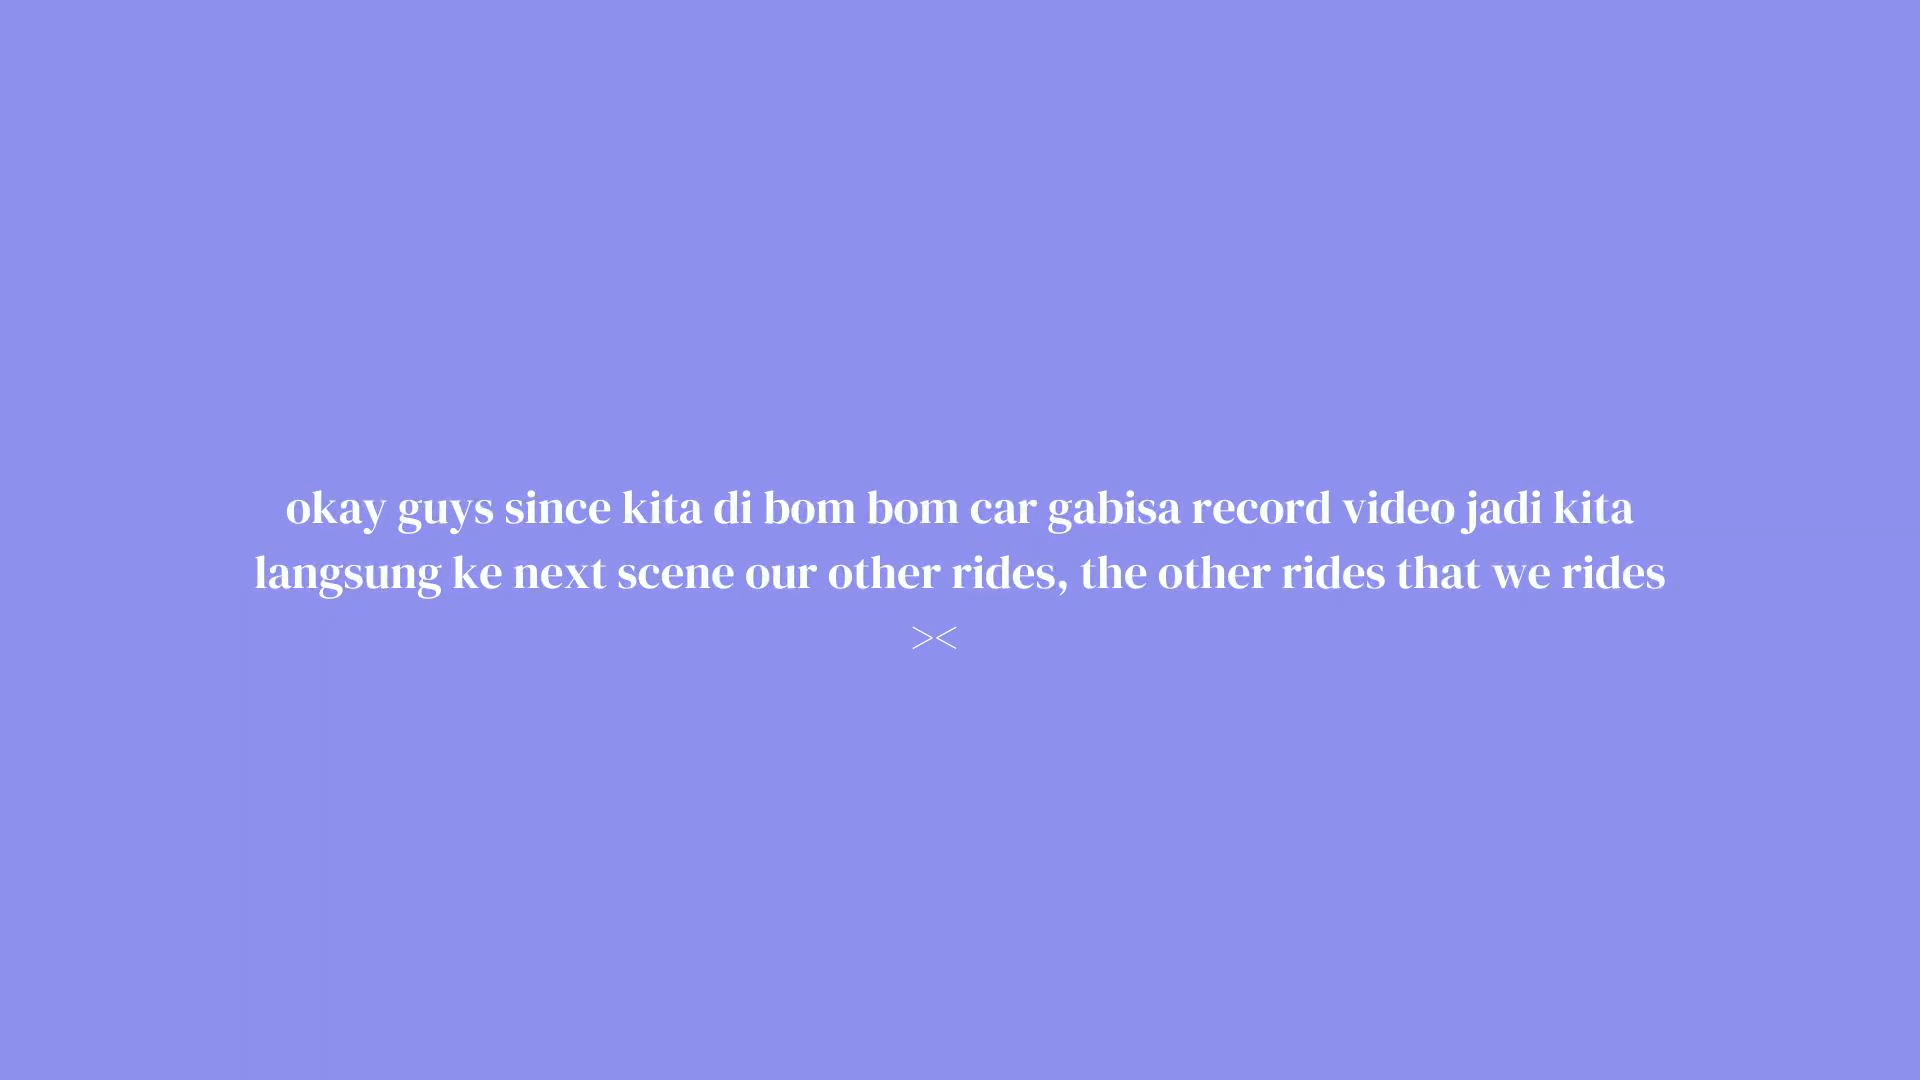 okay guys since kita di bom bom car gabisa record video jadi kita
langsung ke next scene our other rides, the other rides that we rides
><